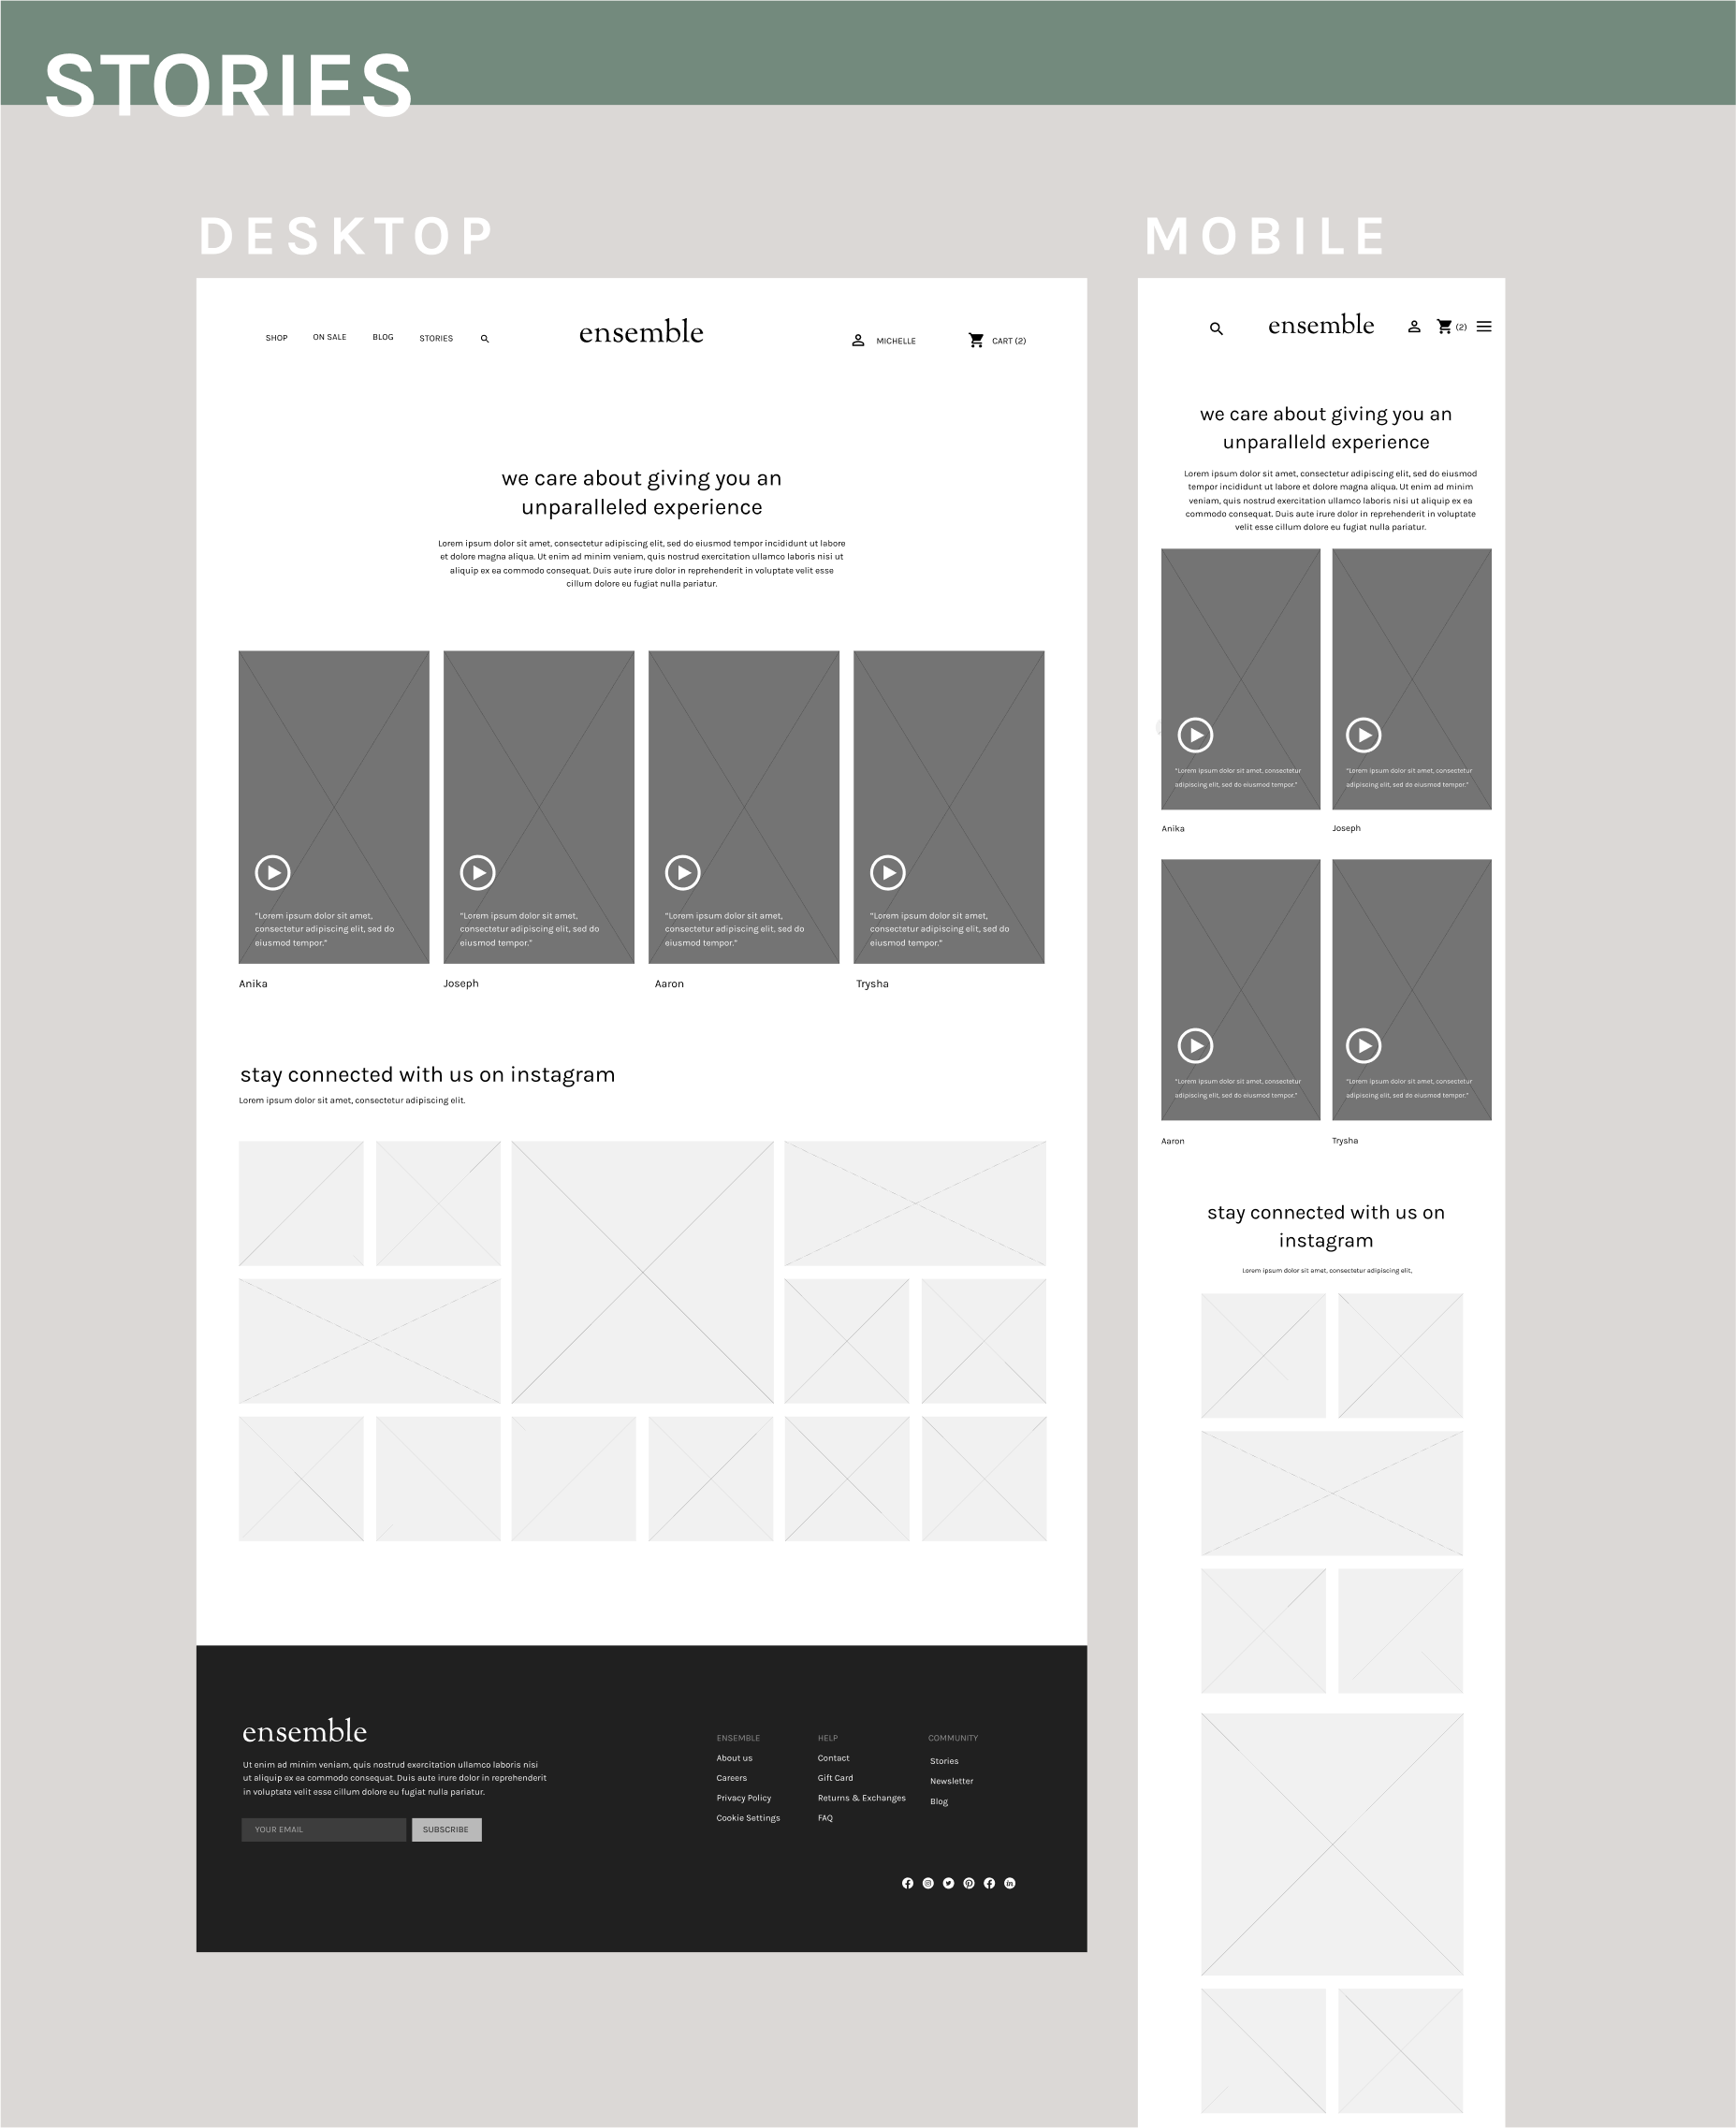 STORIES
DESKTOP
SHOP ON SALE BLOG STORIES ensemble MICHELLE CART (2)
we care about giving you an
unparalleled experience
Lorem ipsum dolor sit amet, consectetur adipiscing elit, sed do eiusmod tempor incididunt ut labore
et dolore magna aliqua. Ut enim ad minim veniam, quis nostrud exercitation ullamco laboris nisi ut
aliquip ex ea commodo consequat. Duis aute irure dolor in reprehenderit in voluptate velit esse
cillum dolore eu fugiat nulla pariatur.
"Lorem ipsum dolor sit amet,
consectetur adipiscing elit, sed do
eiusmod tempor."
Anika
"Lorem ipsum dolor sit amet,
consectetur adipiscing elit, sed do
eiusmod tempor."
Joseph
"Lorem ipsum dolor sit amet,
consectetur adipiscing elit, sed do
eiusmod tempor."
Aaron
"Lorem ipsum dolor sit amet,
consectetur adipiscing elit, sed do
eiusmod tempor."
Trysha
stay connected with us on instagram
Lorem ipsum dolor sit amet, consectetur adipiscing elit.
ensemble
Ut enim ad minim veniam, quis nostrud exercitation ullamco laboris nisi
ut aliquip ex ea commodo consequat. Duis aute irure dolor in reprehenderit
in voluptate velit esse cillum dolore eu fugiat nulla pariatur.
YOUR EMAIL SUBSCRIBE
ENSEMBLE
About us
Careers
Privacy Policy
Cookie Settings
HELP
Contact
Gift Card
Returns & Exchanges
FAQ
COMMUNITY
Stories
Newsletter
Blog
MOBILE
ensemble (2)
we care about giving you an
unparalleld experience
Lorem ipsum dolor sit amet, consectetur adipiscing elit, sed do eiusmod
tempor incididunt ut labore et dolore magna aliqua. Ut enim ad minim
veniam, quis nostrud exercitation ullamco laboris nisi ut aliquip ex ea
commodo consequat. Duis aute irure dolor in reprehenderit in voluptate
velit esse cillum dolore eu fugiat nulla pariatur.
"Lorem ipsum dolor sit amet, consectetur
adipiscing elit, sed do eiusmod tempor."
Anika
"Lorem ipsum dolor sit amet, consectetur
adipiscing elit, sed do eiusmod tempor."
Joseph
"Lorem ipsum dolor sit amet, consectetur
adipiscing elit, sed do eiusmod tempor."
Aaron
"Lorem ipsum dolor sit amet, consectetur
adipiscing elit, sed do eiusmod tempor."
Trysha
stay connected with us on
instagram
Lorem ipsum dolor sit amet, consectetur adipiscing elit,